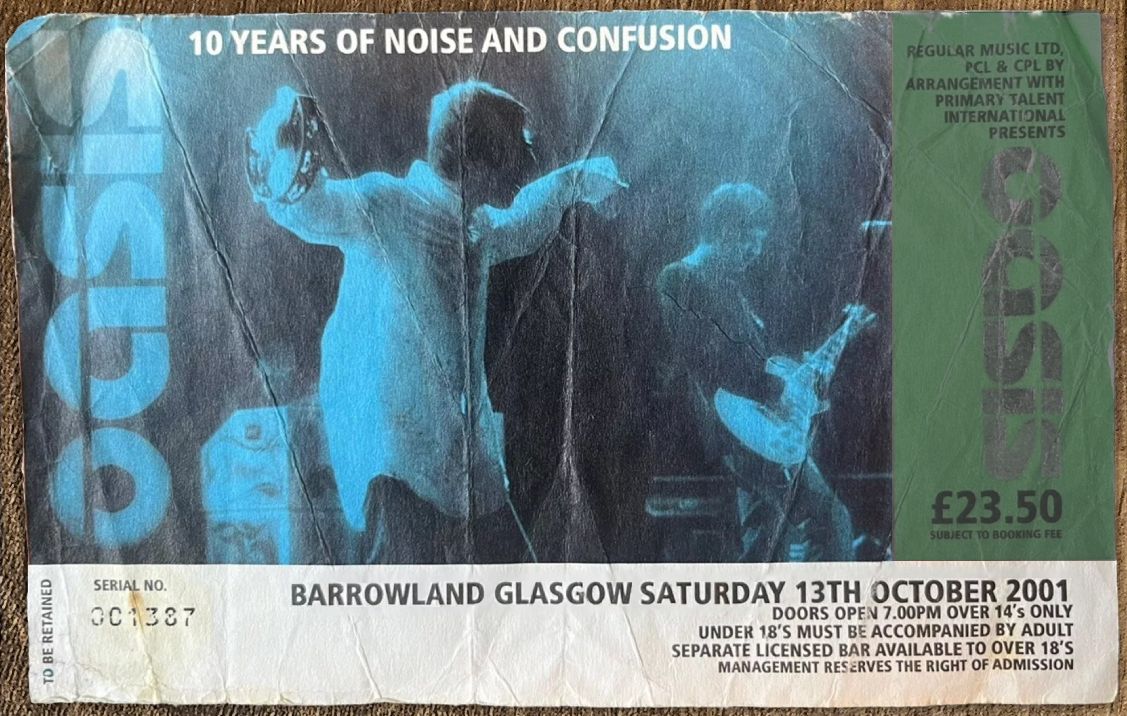 oasis
10 YEARS OF NOISE AND CONFUSION
REGULAR MUSIC LTD,
PCL & CPL BY
ARRANGEMENT WITH
PRIMARY TALENT
INTERNATIONAL
PRESENTS
oasis
£23.50
SUBJECT TO BOOKING FEE
TO BE RETAINED
SERIAL NO.
001387
BARROWLAND GLASGOW SATURDAY 13TH OCTOBER 2001
DOORS OPEN 7.00PM OVER 14's ONLY
UNDER 18'S MUST BE ACCOMPANIED BY ADULT
SEPARATE LICENSED BAR AVAILABLE TO OVER 18'S
MANAGEMENT RESERVES THE RIGHT OF ADMISSION